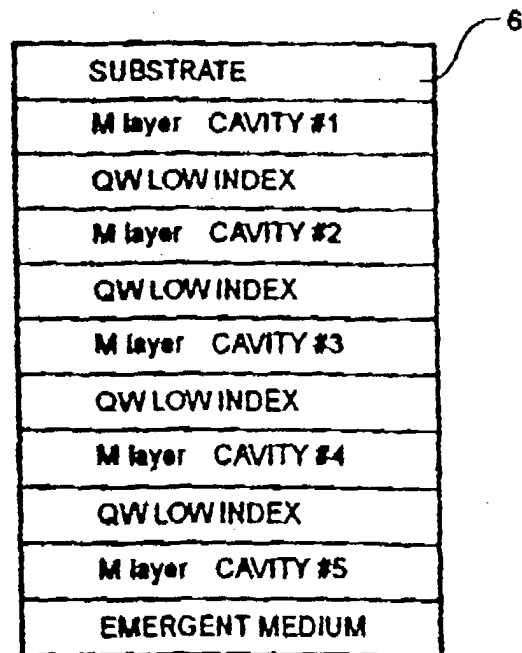 6
SUBSTRATE
M layer CAVITY #1
QW LOW INDEX
M layer CAVITY #2
QW LOW INDEX
M layer CAVITY #3
QW LOW INDEX
M layer CAVITY #4
QW LOW INDEX
M layer CAVITY #5
EMERGENT MEDIUM